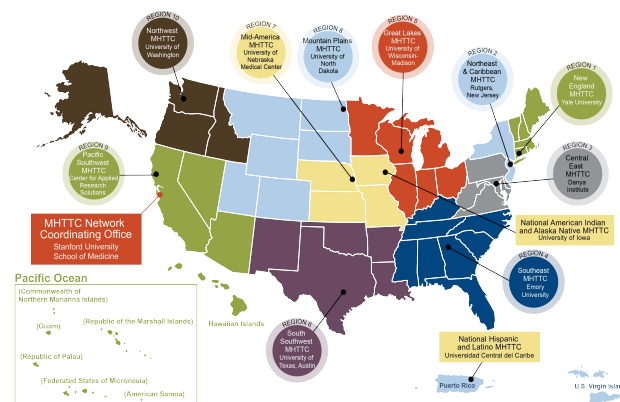 REGION 10
Northwest
MHTTC
University of
Washington
REGION 7
Mid-America
MHTTC
University of
Nebraska
Medical Center
REGION 8
Mountain Plains
MHTTC
University of
North
Dakota
REGION 5
Great Lakes
MHTTC
University of
Wisconsin-
Madison
REGION 2
Northeast
& Caribbean
MHTTC
Rutgers,
New Jersey
REGION 1
New
England
MHTTC
Yale University
REGION 9
Pacific
Southwest
MHTTC
Center for Applied
Research
Solutions
REGION 3
Central
East
MHTTC
Danya
Institute
MHTTC Network
Coordinating Office
Stanford University
School of Medicine
National American Indian
and Alaska Native MHTTC
University of Iowa
REGION 4
Southeast
MHTTC
Emory
University
Pacific Ocean
(Commonwealth of
Northern Marianna Islands)
(Guam)
(Republic of the Marshall Islands)
(Republic of Palau)
(Federated States of Micronesia)
(American Samoa)
Hawaiian Islands
REGION 6
South
Southwest
MHTTC
University of
Texas, Austin
National Hispanic
and Latino MHTTC
Universidad Central del Caribe
Puerto Rico
U.S. Virgin Islan